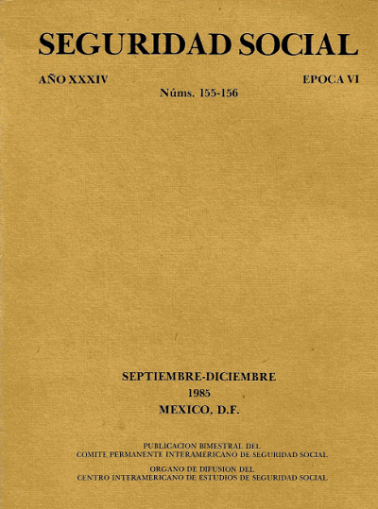 SEGURIDAD SOCIAL
AÑO XXXIV EPOCA VI
Núms. 155-156
SEPTIEMBRE-DICIEMBRE
1985
MEXICO, D.F.
PUBLICACION BIMESTRAL DEL
COMITE PERMANENTE INTERAMERICANO DE SEGURIDAD SOCIAL
ORGANO DE DIFUSION DEL
CENTRO INTERAMERICANO DE ESTUDIOS DE SEGURIDAD SOCIAL